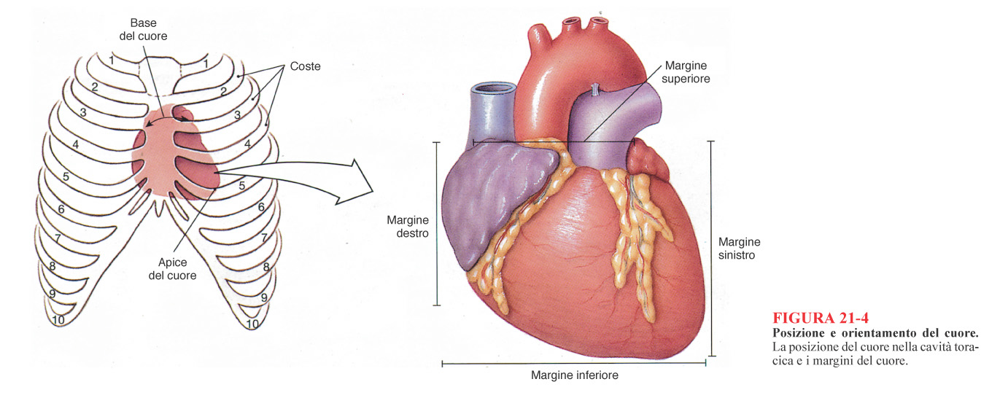 Base
del cuore
Coste
1
1
2
2
3
3
4
4
5
5
6
6
7
7
8
8
9
9
10
10
Apice
del cuore
Margine
superiore
Margine
destro
Margine
sinistro
Margine inferiore
FIGURA 21-4
Posizione e orientamento del cuore.
La posizione del cuore nella cavità tora-
cica e i margini del cuore.